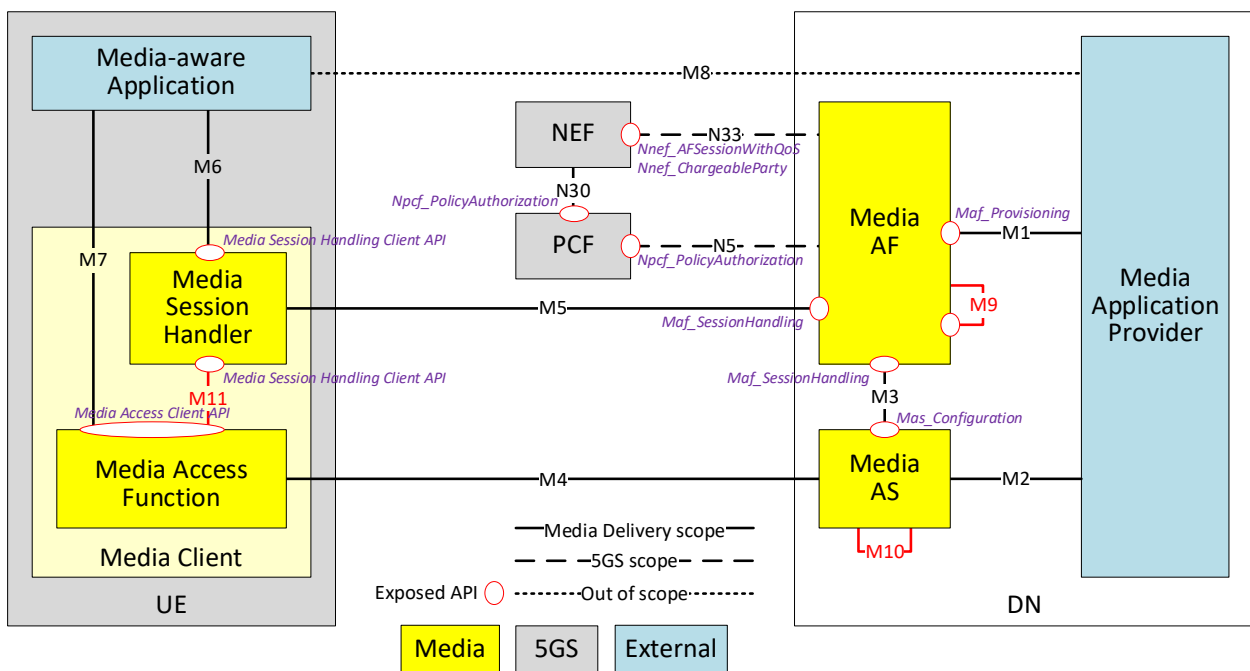 Media-aware
Application
M8
NEF
N33
Nnef_AFSessionWithQoS
Nnef_ChargeableParty
M6
N30
Npcf_PolicyAuthorization
Media
AF
Maf_Provisioning
M1
Media Session Handling Client API
PCF
N5
Npcf_PolicyAuthorization
M7
Media
Session
Handler
M5
Maf_SessionHandling
M9
Media
Application
Provider
Media Session Handling Client API
Maf_SessionHandling
M11
M3
Media Access Client API
Mas_Configuration
Media Access
Function
M4
Media
AS
M2
Media Delivery scope
M10
Media Client
5GS scope
Exposed API
Out of scope
UE
DN
Media
5GS
External